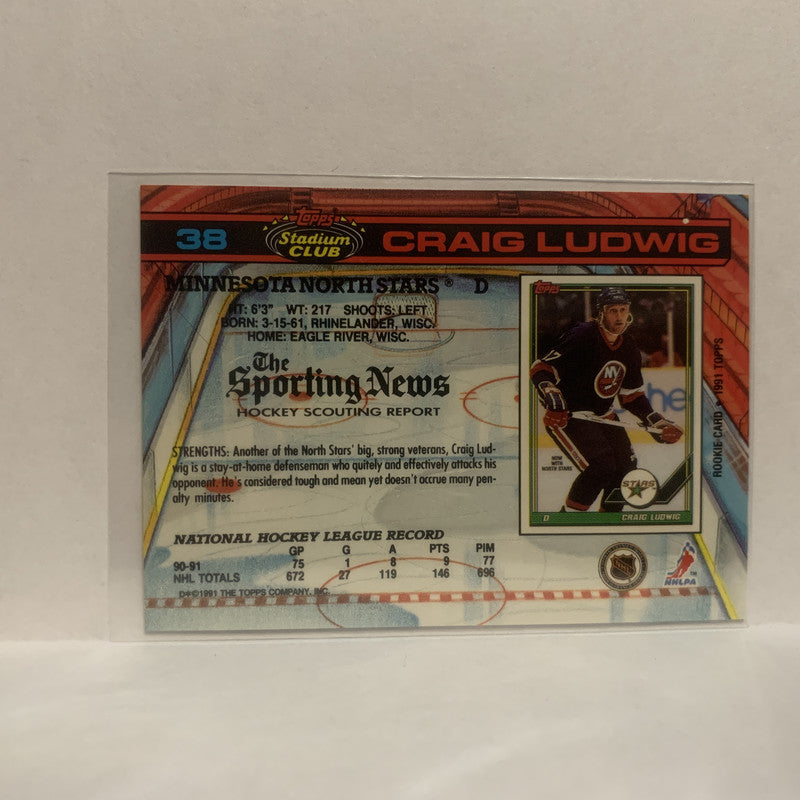 38
Topps
Stadium
CLUB
CRAIG LUDWIG
MINNESOTA NORTH STARS® D
HT: 6'3" WT: 217 SHOOTS: LEFT
BORN: 3-15-61, RHINELANDER, WISC.
HOME: EAGLE RIVER, WISC.
The
Sporting News
HOCKEY SCOUTING REPORT
STRENGTHS: Another of the North Stars' big, strong veterans, Craig Lud-
wig is a stay-at-home defenseman who quitely and effectively attacks his
opponent. He's considered tough and mean yet doesn't accrue many pen-
alty minutes.
NATIONAL HOCKEY LEAGUE RECORD
GP G A PTS PIM
90-91 75 1 8 9 77
NHL TOTALS 672 27 119 146 696
D*©1991 THE TOPPS COMPANY, INC.
Topps
NY
17
NOW
WITH
NORTH STARS
STARS
D CRAIG LUDWIG
ROOKIE CARD • 1991 TOPPS
NHLPA™